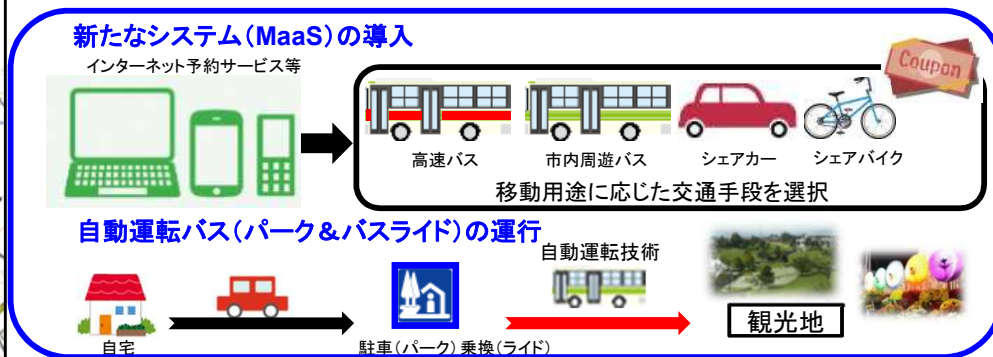 新たなシステム（MaaS）の導入
インターネット予約サービス等
Coupon
高速バス
市内周遊バス
シェアカー
シェアバイク
移動用途に応じた交通手段を選択
自動運転バス（パーク＆バスライド）の運行
自動運転技術
観光地
自宅
駐車（パーク）乗換（ライド）